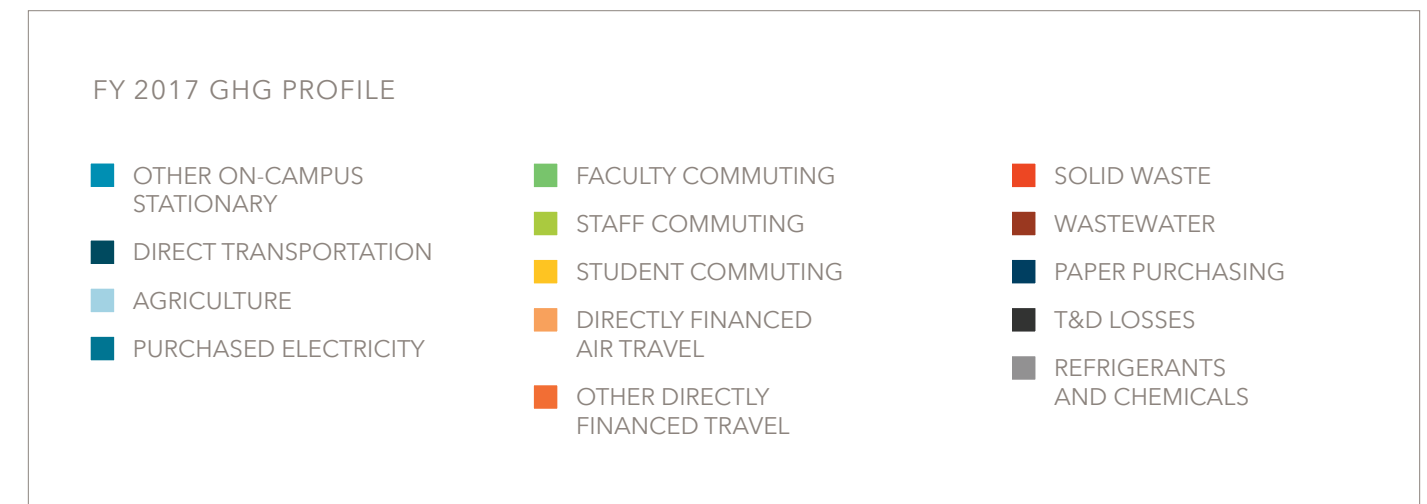 FY 2017 GHG PROFILE
OTHER ON-CAMPUS
STATIONARY
DIRECT TRANSPORTATION
AGRICULTURE
PURCHASED ELECTRICITY
FACULTY COMMUTING
STAFF COMMUTING
STUDENT COMMUTING
DIRECTLY FINANCED
AIR TRAVEL
OTHER DIRECTLY
FINANCED TRAVEL
SOLID WASTE
WASTEWATER
PAPER PURCHASING
T&D LOSSES
REFRIGERANTS
AND CHEMICALS